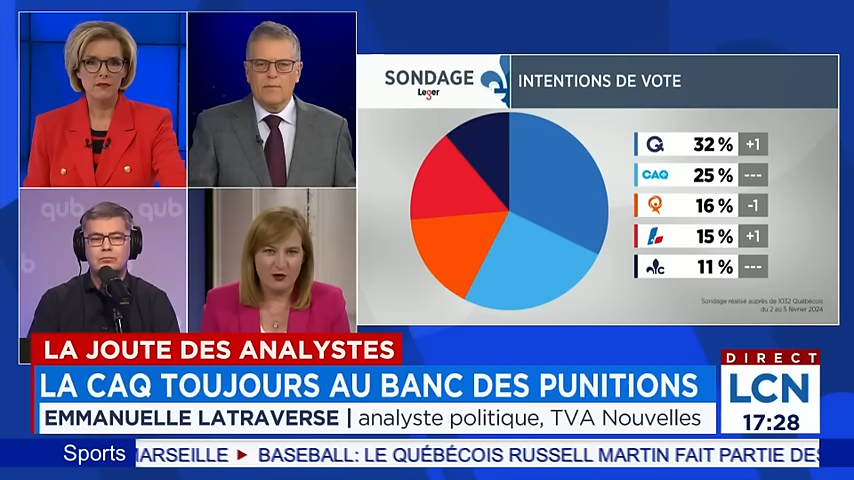 SONDAGE
Leger
INTENTIONS DE VOTE
32 % +1
CAQ 25 % ---
16 % -1
15 % +1
11 % ---
Sondage réalisé auprès de 1032 Québécois
du 2 au 5 février 2024
qub qub
qub
LA JOUTE DES ANALYSTES
LA CAQ TOUJOURS AU BANC DES PUNITIONS
EMMANUELLE LATRAVERSE | analyste politique, TVA Nouvelles
DIRECT
LCN
17:28
Sports MARSEILLE ► BASEBALL: LE QUÉBÉCOIS RUSSELL MARTIN FAIT PARTIE DES